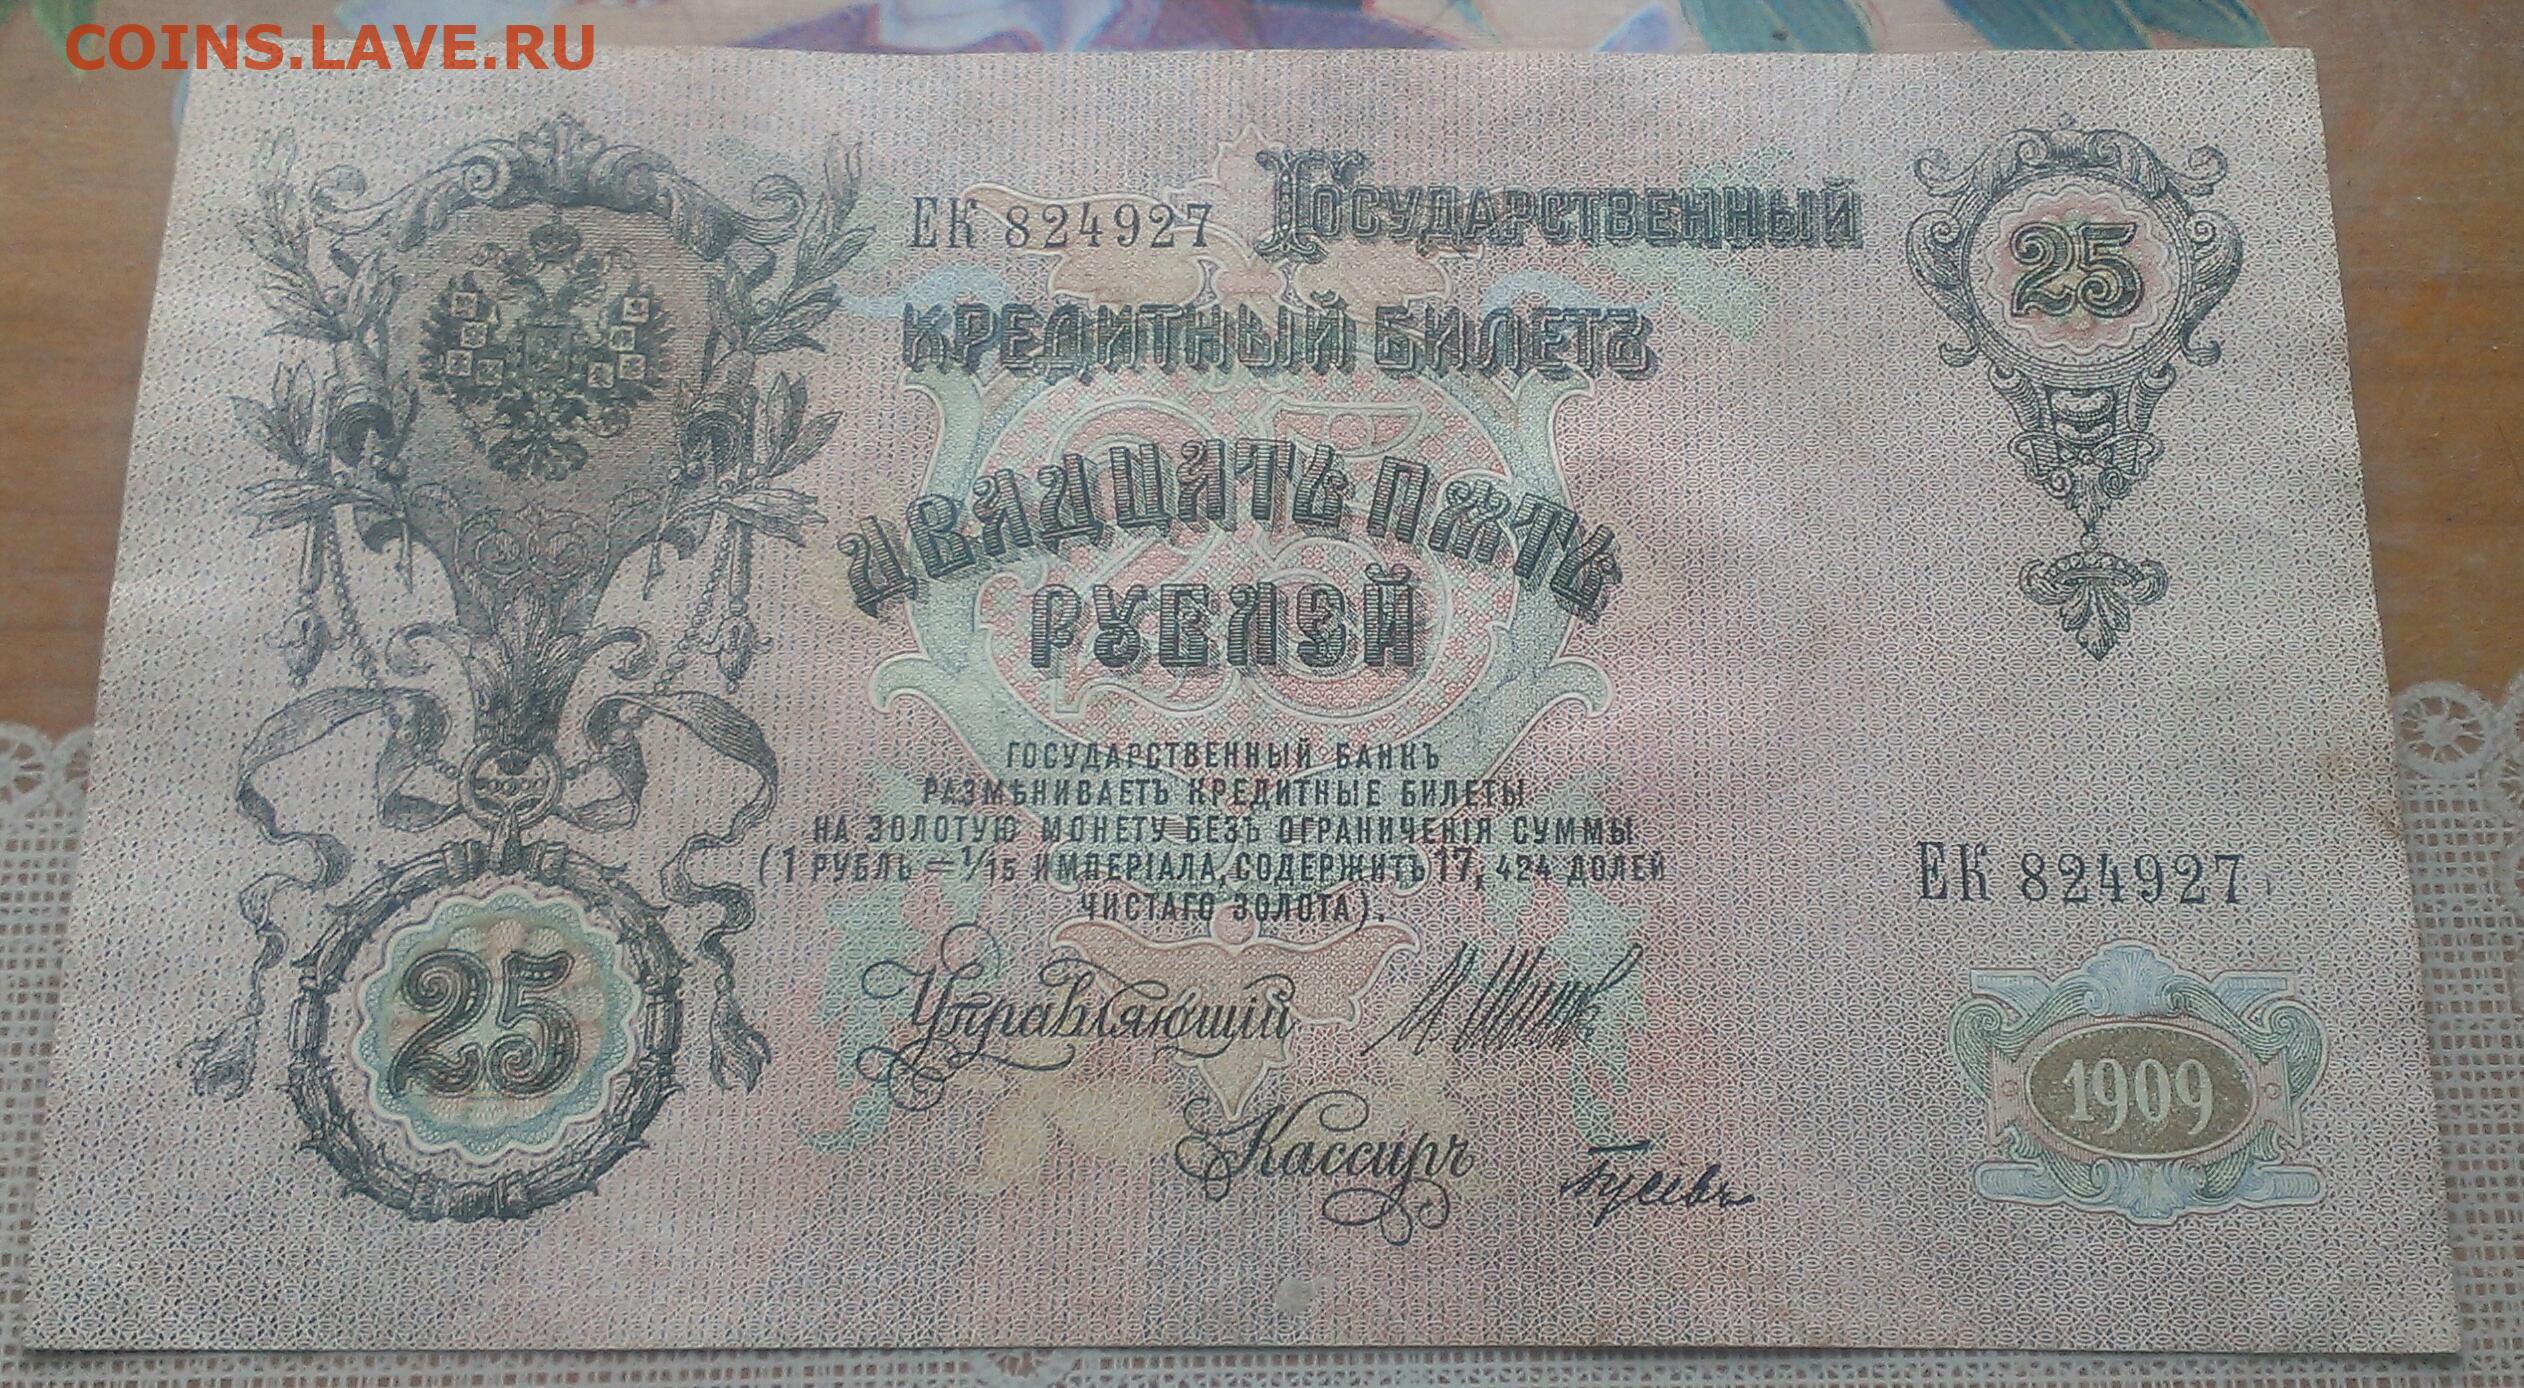 COINS.LAVE.RU
ЕК 824927 ГОСУДАРСТВЕННЫЙ
25
КРЕДИТНЫЙ БИЛЕТЪ
ДВАДЦАТЬ ПЯТЬ
РУБЛЕЙ
ГОСУДАРСТВЕННЫЙ БАНКЪ
РАЗМѢНИВАЕТЪ КРЕДИТНЫЕ БИЛЕТЫ
НА ЗОЛОТУЮ МОНЕТУ БЕЗЪ ОГРАНИЧЕНІЯ СУММЫ
(1 РУБЛЬ = 1/15 ИМПЕРІАЛА, СОДЕРЖИТЪ 17,424 ДОЛЕЙ
ЧИСТАГО ЗОЛОТА).
ЕК 824927
25
Управляющій
И Шипов
Кассиръ
Гусевъ
1909